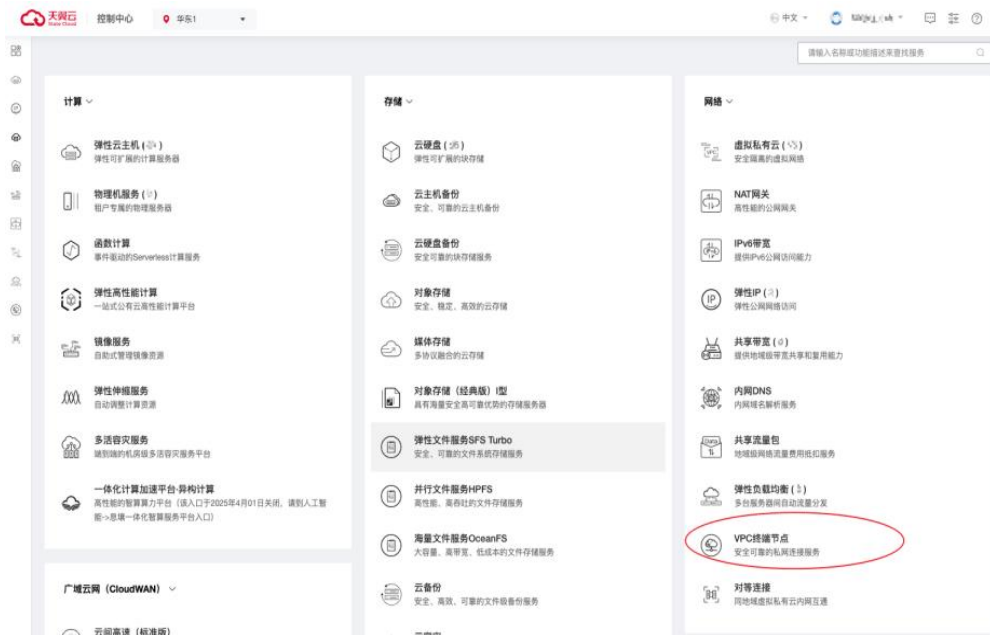 天翼云
State Cloud
控制中心
华东1
中文
请输入名称或功能描述来查找服务
计算
弹性云主机 (
弹性可扩展的计算服务器
物理机服务 (
租户专属的物理服务器
函数计算
事件驱动的Serverless计算服务
弹性高性能计算
一站式公有云高性能计算平台
镜像服务
自助式管理镜像资源
弹性伸缩服务
自动调整计算资源
多活容灾服务
端到端的机房级多活容灾服务平台
一体化计算加速平台·异构计算
高性能的智算算力平台（该入口于2025年4月01日关闭，请到人工智
能->息壤一体化智算服务平台入口）
广域云网（CloudWAN）
云间高速（标准版）
存储
云硬盘 (
弹性可扩展的块存储
云主机备份
安全、可靠的云主机备份
云硬盘备份
安全可靠的块存储服务
对象存储
安全、稳定、高效的云存储
媒体存储
多协议融合的云存储
对象存储（经典版）I型
具有海量安全高可靠优势的存储服务器
弹性文件服务SFS Turbo
安全、可靠的文件系统存储服务
并行文件服务HPFS
高性能、高吞吐的文件存储服务
海量文件服务OceanFS
大容量、高带宽、低成本的文件存储服务
云备份
安全、高效、可靠的文件级备份服务
网络
虚拟私有云 (
安全隔离的虚拟网络
NAT网关
高性能的公网网关
IPv6带宽
提供IPv6公网访问能力
弹性IP (
弹性公网网络访问
共享带宽 (
提供地域级带宽共享和复用能力
内网DNS
内网域名解析服务
共享流量包
地域级网络流量费用抵扣服务
弹性负载均衡 (
多台服务器间自动流量分发
VPC终端节点
安全可靠的私网连接服务
对等连接
同地域虚拟私有云内网互通